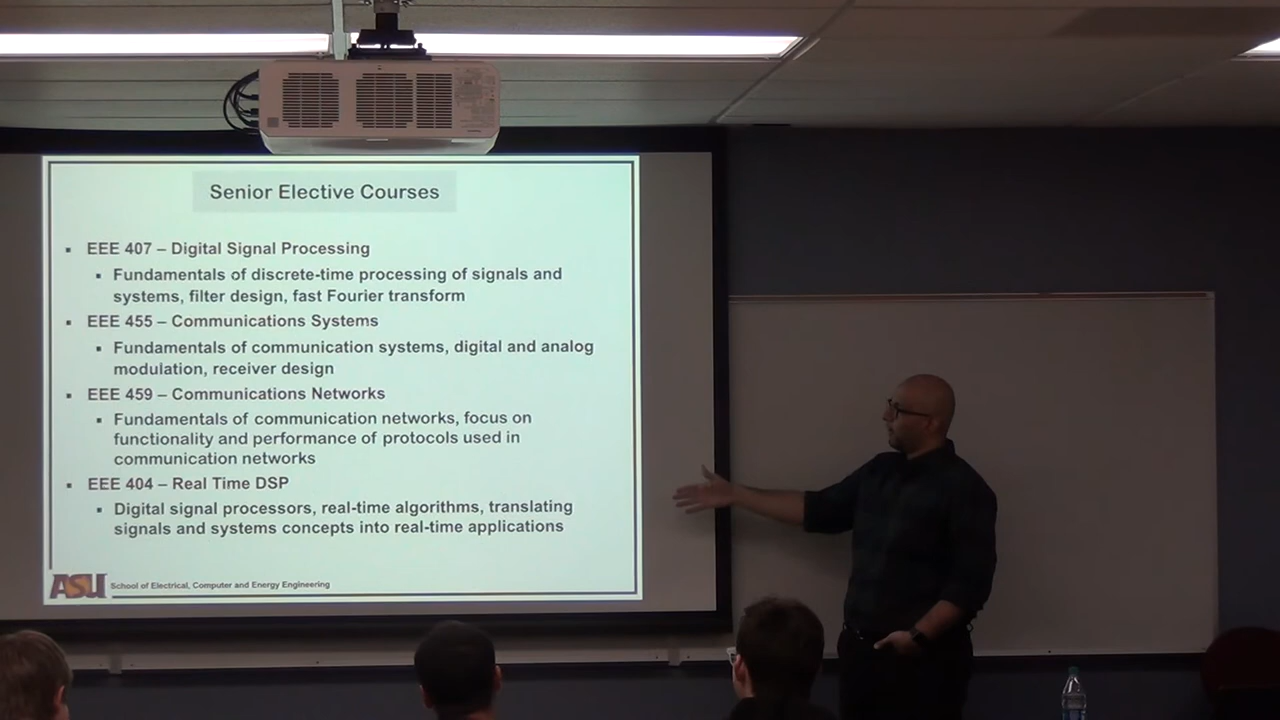 Senior Elective Courses
▪ EEE 407 – Digital Signal Processing
▪ Fundamentals of discrete-time processing of signals and
systems, filter design, fast Fourier transform
▪ EEE 455 – Communications Systems
▪ Fundamentals of communication systems, digital and analog
modulation, receiver design
▪ EEE 459 – Communications Networks
▪ Fundamentals of communication networks, focus on
functionality and performance of protocols used in
communication networks
▪ EEE 404 – Real Time DSP
▪ Digital signal processors, real-time algorithms, translating
signals and systems concepts into real-time applications
ASU School of Electrical, Computer and Energy Engineering